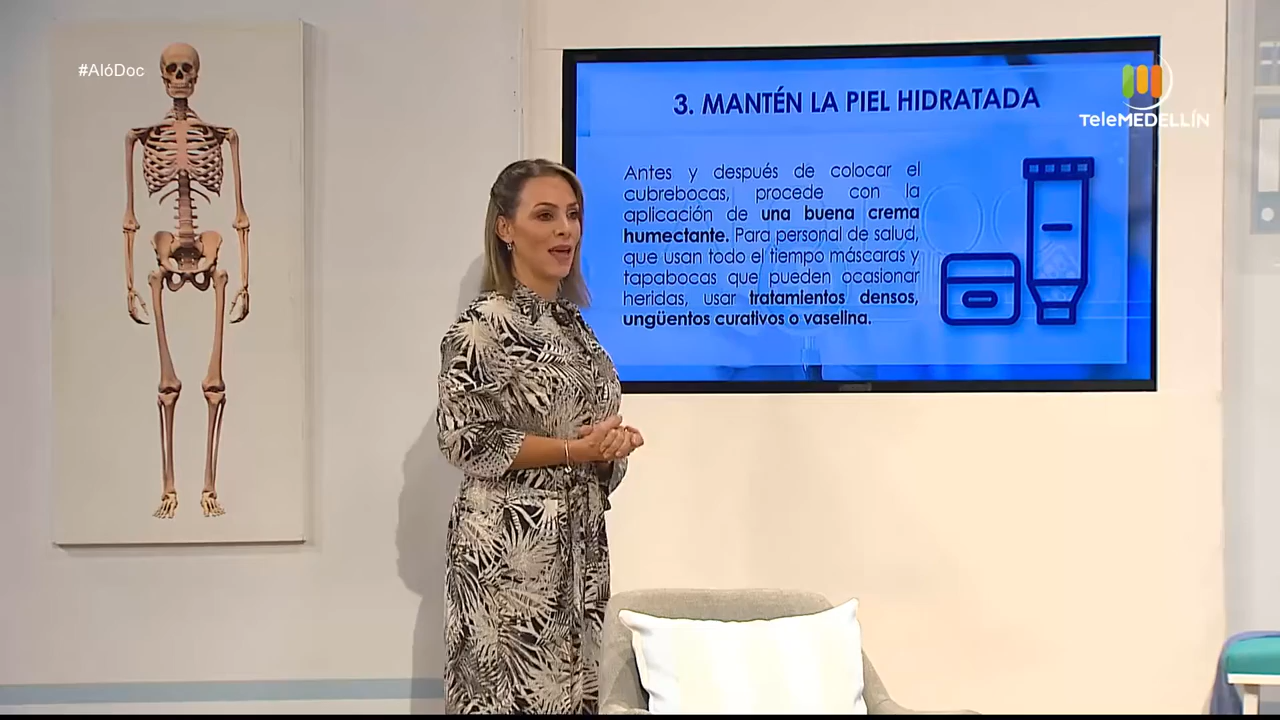 #AlóDoc
TeleMEDELLÍN
3. MANTÉN LA PIEL HIDRATADA
Antes y después de colocar el
cubrebocas, procede con la
aplicación de una buena crema
humectante. Para personal de salud,
que usan todo el tiempo máscaras y
tapabocas que pueden ocasionar
heridas, usar tratamientos densos,
ungüentos curativos o vaselina.